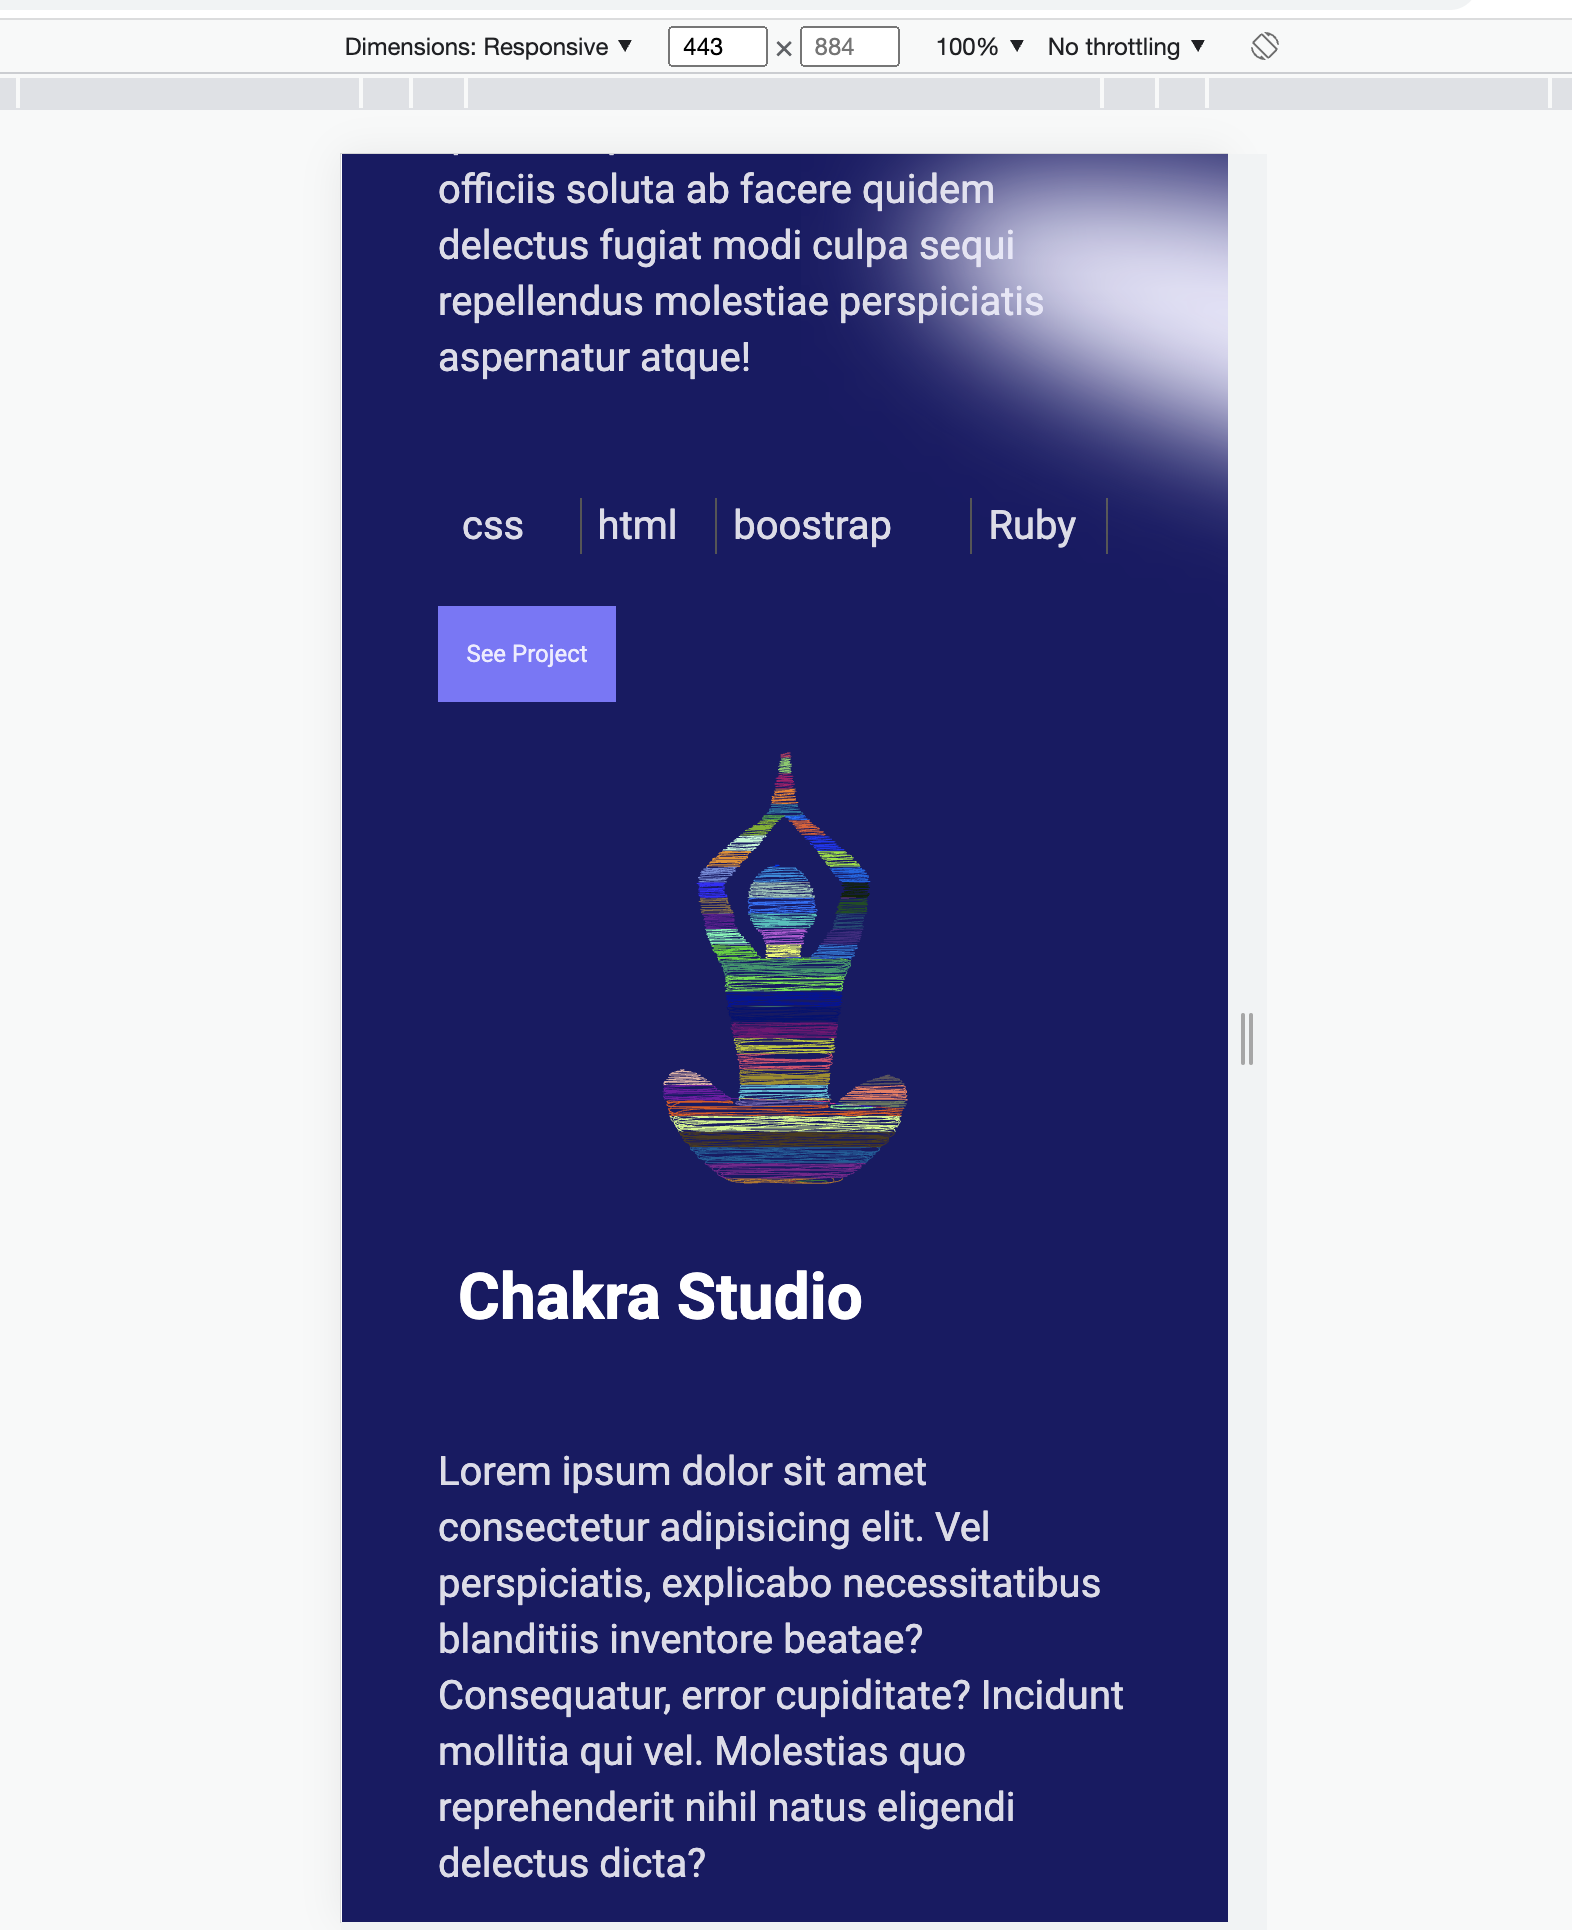 Dimensions: Responsive ▼ 443 × 884 100% ▼ No throttling ▼
officiis soluta ab facere quidem
delectus fugiat modi culpa sequi
repellendus molestiae perspiciatis
aspernatur atque!
css html boostrap Ruby
See Project
Chakra Studio
Lorem ipsum dolor sit amet
consectetur adipisicing elit. Vel
perspiciatis, explicabo necessitatibus
blanditiis inventore beatae?
Consequatur, error cupiditate? Incidunt
mollitia qui vel. Molestias quo
reprehenderit nihil natus eligendi
delectus dicta?